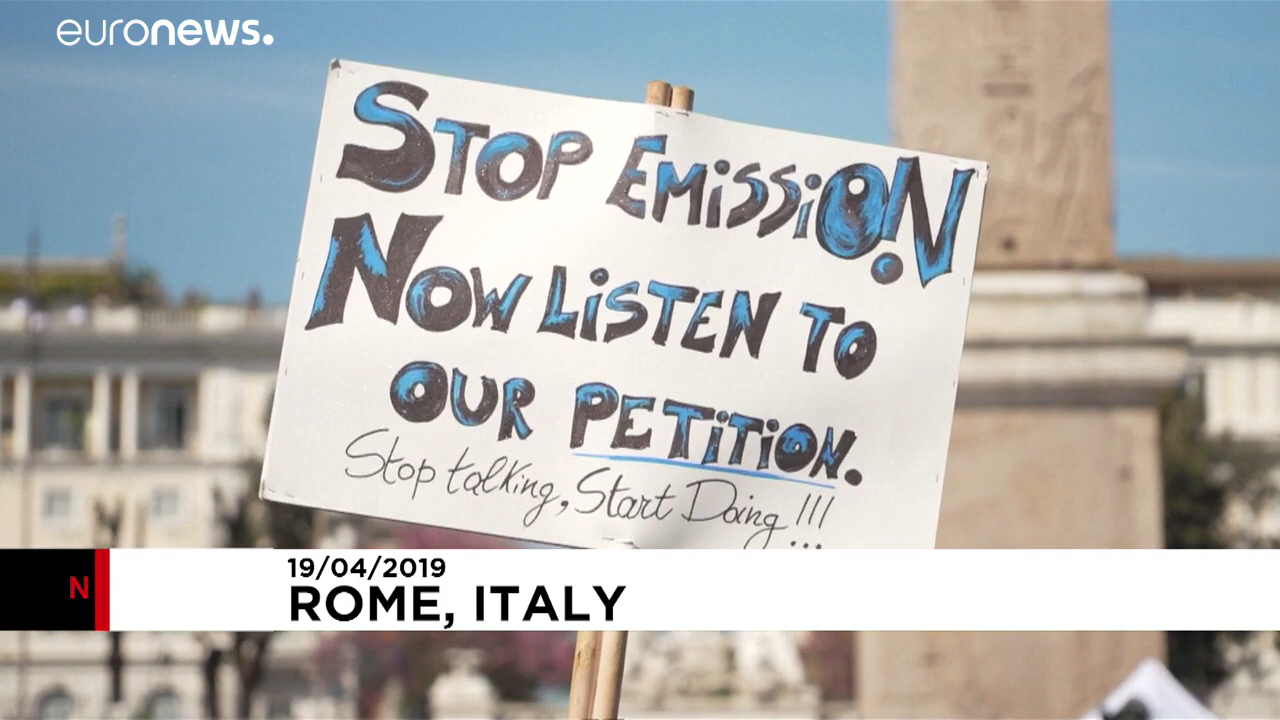 euronews.
STOP EMiSSiON.
NOW LiSTEN TO
OUR PETiTiON.
Stop talking, Start Doing!!!
N
19/04/2019
ROME, ITALY